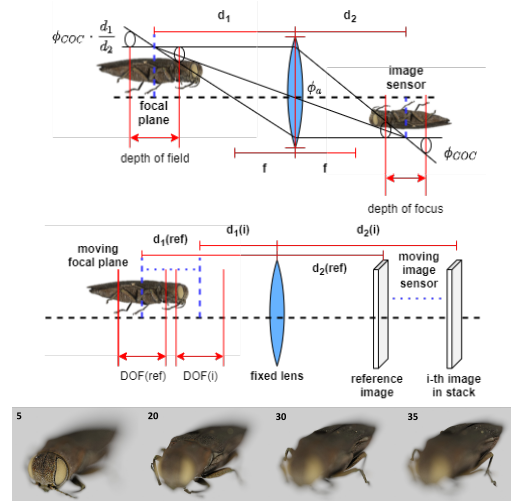 d₁
d₂
ϕ_COC · d₁/d₂
ϕₐ
image
sensor
focal
plane
depth of field
f
f
ϕ_COC
depth of focus
d₁(ref)
d₁(i)
d₂(i)
moving
focal plane
d₂(ref)
moving
image
sensor
DOF(ref)
DOF(i)
fixed lens
reference
image
i-th image
in stack
5
20
30
35